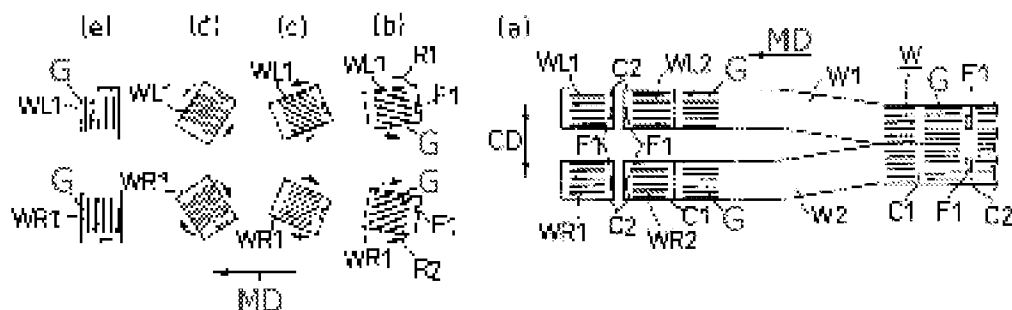 (e) (d) (c) (b) (a)
MD
G WL1 WL1 WL1 WL1 R1 F1 G
WL1 C2 WL2 G W1 W G F1
CD
F1 F1
G WR1 WR1 WR1 WR1 G F1 R2
WR1 C2 WR2 C1 G W2 C1 F1 C2
MD